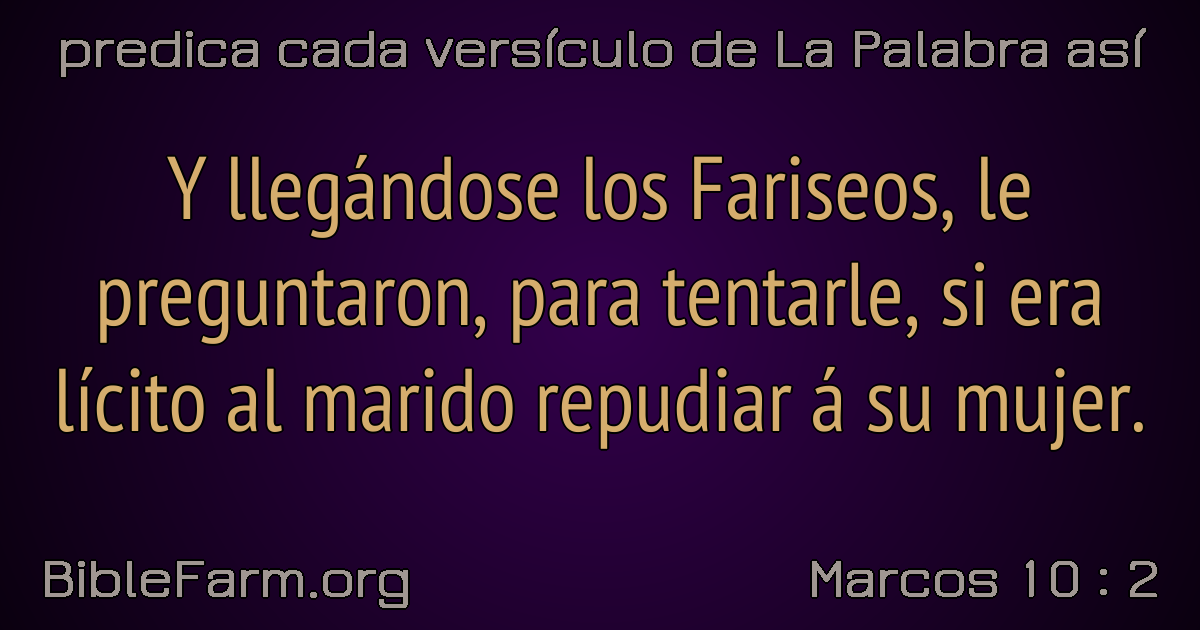 predica cada versículo de La Palabra así
Y llegándose los Fariseos, le
preguntaron, para tentarle, si era
lícito al marido repudiar á su mujer.
BibleFarm.org
Marcos 10 : 2